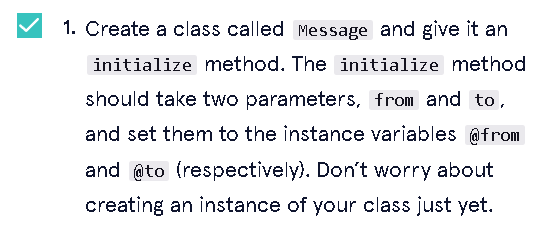 1. Create a class called Message and give it an
initialize method. The initialize method
should take two parameters, from and to,
and set them to the instance variables @from
and @to (respectively). Don’t worry about
creating an instance of your class just yet.